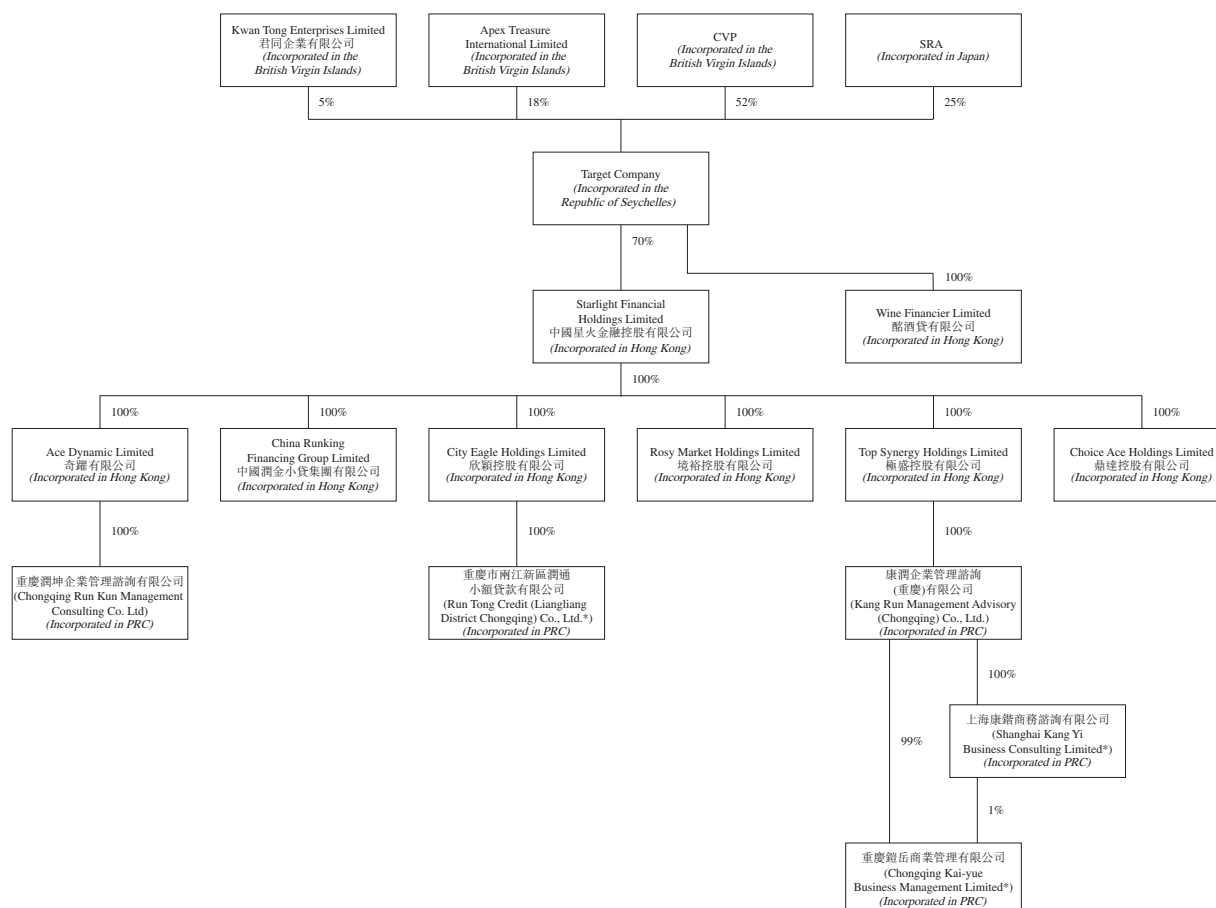 Kwan Tong Enterprises Limited
君同企業有限公司
(Incorporated in the
British Virgin Islands)
Apex Treasure
International Limited
(Incorporated in the
British Virgin Islands)
CVP
(Incorporated in the
British Virgin Islands)
SRA
(Incorporated in Japan)
5%
18%
52%
25%
Target Company
(Incorporated in the
Republic of Seychelles)
70%
100%
Starlight Financial
Holdings Limited
中國星火金融控股有限公司
(Incorporated in Hong Kong)
Wine Financier Limited
酩酒貸有限公司
(Incorporated in Hong Kong)
100%
100%
100%
100%
100%
100%
100%
Ace Dynamic Limited
奇躍有限公司
(Incorporated in Hong Kong)
China Runking
Financing Group Limited
中國潤金小貸集團有限公司
(Incorporated in Hong Kong)
City Eagle Holdings Limited
欣穎控股有限公司
(Incorporated in Hong Kong)
Rosy Market Holdings Limited
境裕控股有限公司
(Incorporated in Hong Kong)
Top Synergy Holdings Limited
極盛控股有限公司
(Incorporated in Hong Kong)
Choice Ace Holdings Limited
鼎達控股有限公司
(Incorporated in Hong Kong)
100%
100%
100%
重慶潤坤企業管理諮詢有限公司
(Chongqing Run Kun Management
Consulting Co. Ltd)
(Incorporated in PRC)
重慶市兩江新區潤通
小額貸款有限公司
(Run Tong Credit (Liangliang
District Chongqing) Co., Ltd.*)
(Incorporated in PRC)
康潤企業管理諮詢
(重慶)有限公司
(Kang Run Management Advisory
(Chongqing) Co., Ltd.)
(Incorporated in PRC)
100%
99%
上海康鍇商務諮詢有限公司
(Shanghai Kang Yi
Business Consulting Limited*)
(Incorporated in PRC)
1%
重慶鎧岳商業管理有限公司
(Chongqing Kai-yue
Business Management Limited*)
(Incorporated in PRC)